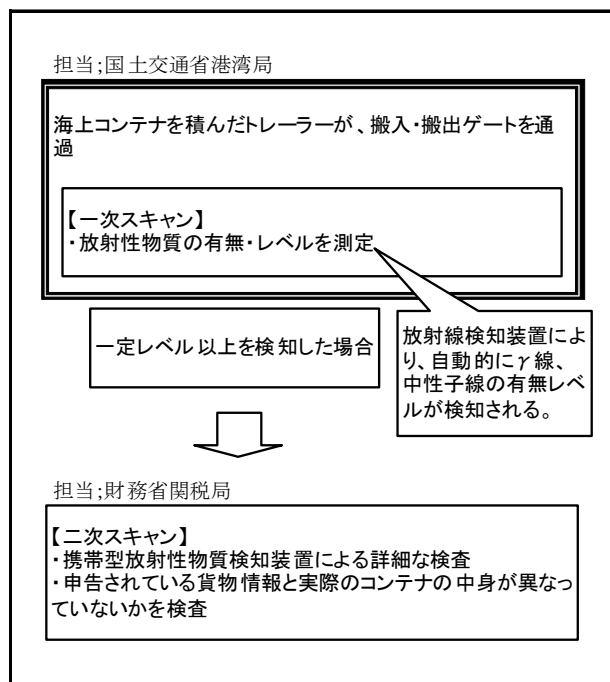 担当;国土交通省港湾局
海上コンテナを積んだトレーラーが、搬入・搬出ゲートを通
過
【一次スキャン】
・放射性物質の有無・レベルを測定
一定レベル以上を検知した場合
放射線検知装置によ
り、自動的にγ線、
中性子線の有無レベ
ルが検知される。
担当;財務省関税局
【二次スキャン】
・携帯型放射性物質検知装置による詳細な検査
・申告されている貨物情報と実際のコンテナの中身が異なっ
ていないかを検査